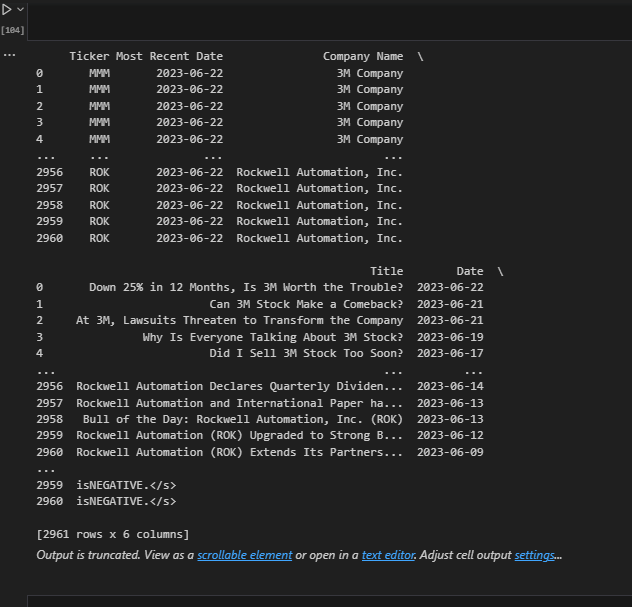 [104]
...
Ticker Most Recent Date Company Name \
0 MMM 2023-06-22 3M Company
1 MMM 2023-06-22 3M Company
2 MMM 2023-06-22 3M Company
3 MMM 2023-06-22 3M Company
4 MMM 2023-06-22 3M Company
... ... ... ...
2956 ROK 2023-06-22 Rockwell Automation, Inc.
2957 ROK 2023-06-22 Rockwell Automation, Inc.
2958 ROK 2023-06-22 Rockwell Automation, Inc.
2959 ROK 2023-06-22 Rockwell Automation, Inc.
2960 ROK 2023-06-22 Rockwell Automation, Inc.
Title Date \
0 Down 25% in 12 Months, Is 3M Worth the Trouble? 2023-06-22
1 Can 3M Stock Make a Comeback? 2023-06-21
2 At 3M, Lawsuits Threaten to Transform the Company 2023-06-21
3 Why Is Everyone Talking About 3M Stock? 2023-06-19
4 Did I Sell 3M Stock Too Soon? 2023-06-17
... ... ...
2956 Rockwell Automation Declares Quarterly Dividen... 2023-06-14
2957 Rockwell Automation and International Paper ha... 2023-06-13
2958 Bull of the Day: Rockwell Automation, Inc. (ROK) 2023-06-13
2959 Rockwell Automation (ROK) Upgraded to Strong B... 2023-06-12
2960 Rockwell Automation (ROK) Extends Its Partners... 2023-06-09
...
2959 isNEGATIVE.</s>
2960 isNEGATIVE.</s>
[2961 rows x 6 columns]
Output is truncated. View as a scrollable element or open in a text editor. Adjust cell output settings...